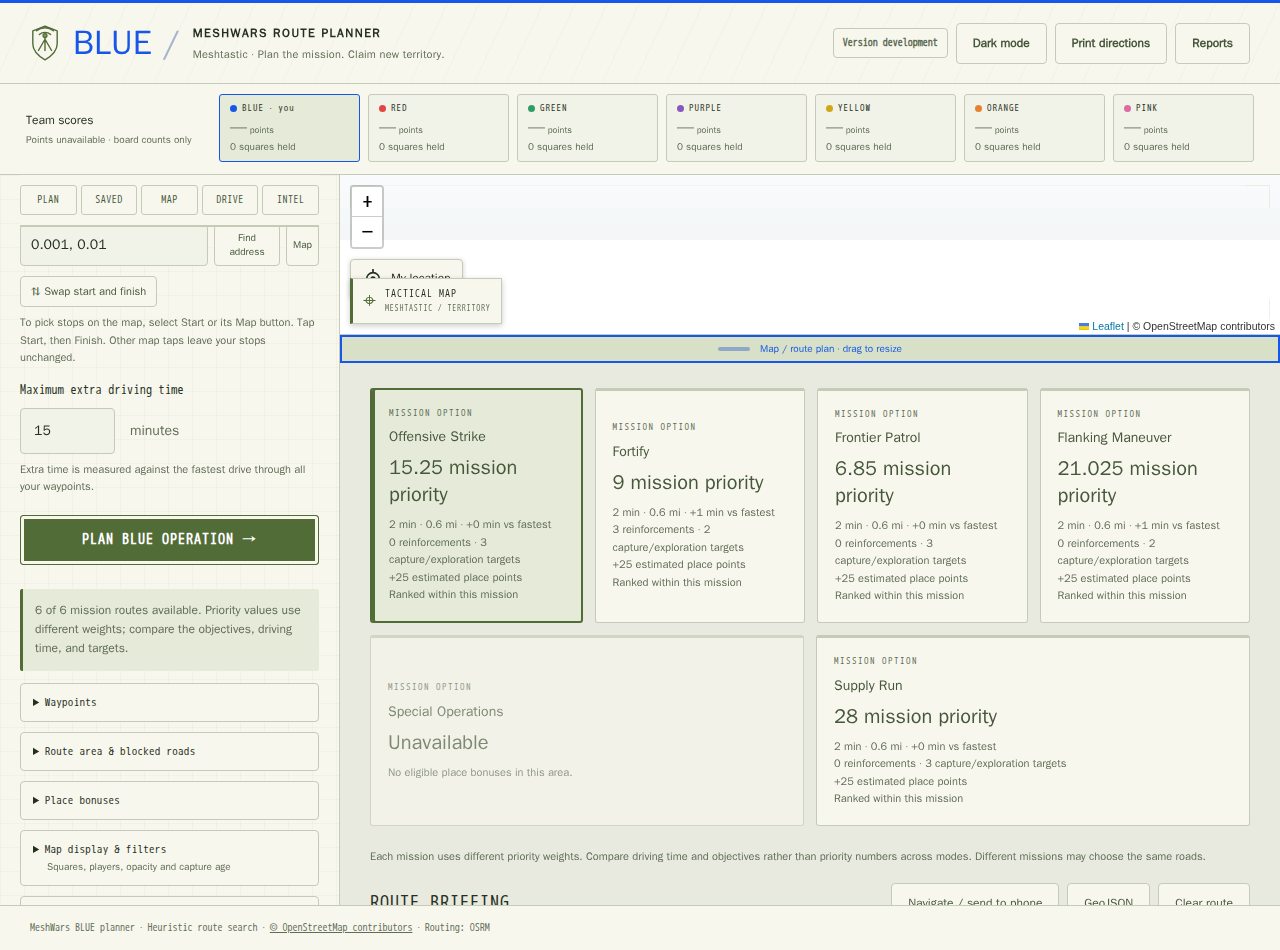 BLUE /
MESHWARS ROUTE PLANNER
Meshtastic · Plan the mission. Claim new territory.
Version development
Dark mode
Print directions
Reports
Team scores
Points unavailable · board counts only
BLUE · you
— points
0 squares held
RED
— points
0 squares held
GREEN
— points
0 squares held
PURPLE
— points
0 squares held
YELLOW
— points
0 squares held
ORANGE
— points
0 squares held
PINK
— points
0 squares held
PLAN
SAVED
MAP
DRIVE
INTEL
0.001, 0.01
Find
address
Map
⇅ Swap start and finish
To pick stops on the map, select Start or its Map button. Tap
Start, then Finish. Other map taps leave your stops
unchanged.
Maximum extra driving time
15
minutes
Extra time is measured against the fastest drive through all
your waypoints.
PLAN BLUE OPERATION →
6 of 6 mission routes available. Priority values use
different weights; compare the objectives, driving
time, and targets.
▶ Waypoints
▶ Route area & blocked roads
▶ Place bonuses
▶ Map display & filters
Squares, players, opacity and capture age
+
−
My location
TACTICAL MAP
MESHTASTIC / TERRITORY
Leaflet | © OpenStreetMap contributors
Map / route plan · drag to resize
MISSION OPTION
Offensive Strike
15.25 mission
priority
2 min · 0.6 mi · +0 min vs fastest
0 reinforcements · 3
capture/exploration targets
+25 estimated place points
Ranked within this mission
MISSION OPTION
Fortify
9 mission priority
2 min · 0.6 mi · +1 min vs fastest
3 reinforcements · 2
capture/exploration targets
+25 estimated place points
Ranked within this mission
MISSION OPTION
Frontier Patrol
6.85 mission
priority
2 min · 0.6 mi · +0 min vs fastest
0 reinforcements · 3
capture/exploration targets
+25 estimated place points
Ranked within this mission
MISSION OPTION
Flanking Maneuver
21.025 mission
priority
2 min · 0.6 mi · +1 min vs fastest
0 reinforcements · 2
capture/exploration targets
+25 estimated place points
Ranked within this mission
MISSION OPTION
Special Operations
Unavailable
No eligible place bonuses in this area.
MISSION OPTION
Supply Run
28 mission priority
2 min · 0.6 mi · +0 min vs fastest
0 reinforcements · 3 capture/exploration targets
+25 estimated place points
Ranked within this mission
Each mission uses different priority weights. Compare driving time and objectives rather than priority numbers across modes. Different missions may choose the same roads.
ROUTE BRIEFING
Navigate / send to phone
GeoJSON
Clear route
MeshWars BLUE planner · Heuristic route search · © OpenStreetMap contributors · Routing: OSRM